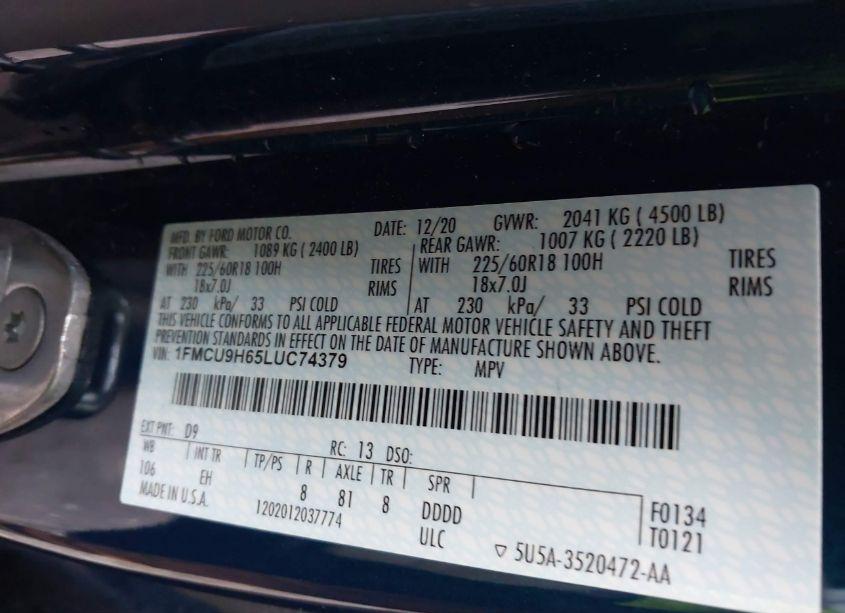 MFD. BY FORD MOTOR CO. DATE: 12/20 GVWR: 2041 KG ( 4500 LB)
FRONT GAWR: 1089 KG ( 2400 LB) REAR GAWR: 1007 KG ( 2220 LB)
WITH 225/60R18 100H TIRES WITH 225/60R18 100H TIRES
18x7.0J RIMS 18x7.0J RIMS
AT 230 kPa/ 33 PSI COLD AT 230 kPa/ 33 PSI COLD
THIS VEHICLE CONFORMS TO ALL APPLICABLE FEDERAL MOTOR VEHICLE SAFETY AND THEFT
PREVENTION STANDARDS IN EFFECT ON THE DATE OF MANUFACTURE SHOWN ABOVE.
VIN: 1FMCU9H65LUC74379 TYPE: MPV
EXT PNT: D9 RC: 13 DSO:
WB INT TR TP/PS R AXLE TR SPR
106 EH 8 81 8 DDDD F0134
MADE IN U.S.A. 1202012037774 ULC T0121
▽ 5U5A-3520472-AA